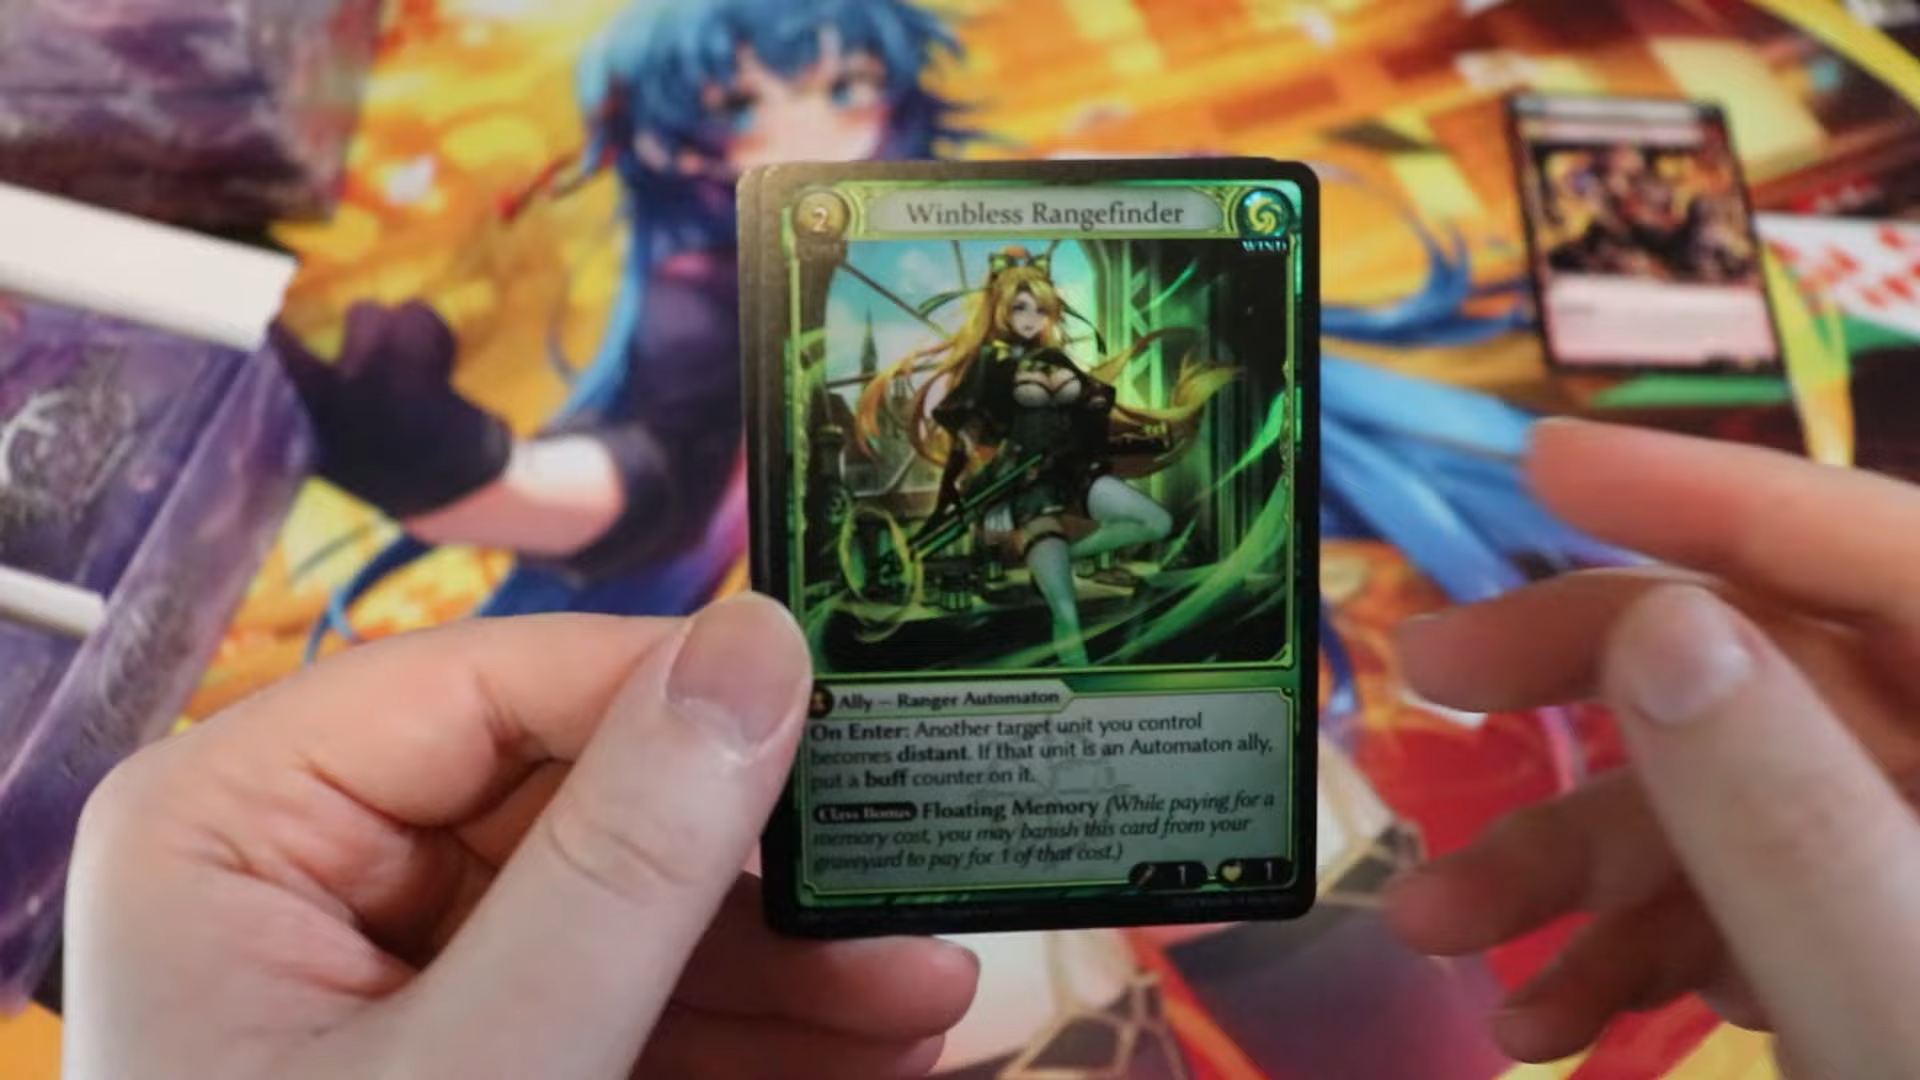 2
Winbless Rangefinder
WIND
Ally — Ranger Automaton
On Enter: Another target unit you control
becomes distant. If that unit is an Automaton ally,
put a buff counter on it.
Class Bonus Floating Memory (While paying for a
memory cost, you may banish this card from your
graveyard to pay for 1 of that cost.)
1 1